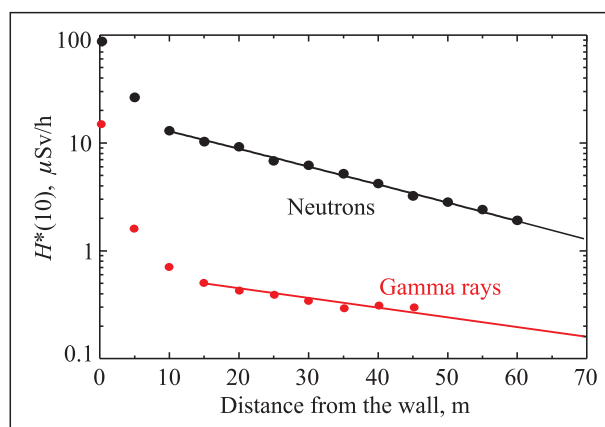 100
10
1
0.1
H*(10), μSv/h
Neutrons
Gamma rays
0 10 20 30 40 50 60 70
Distance from the wall, m